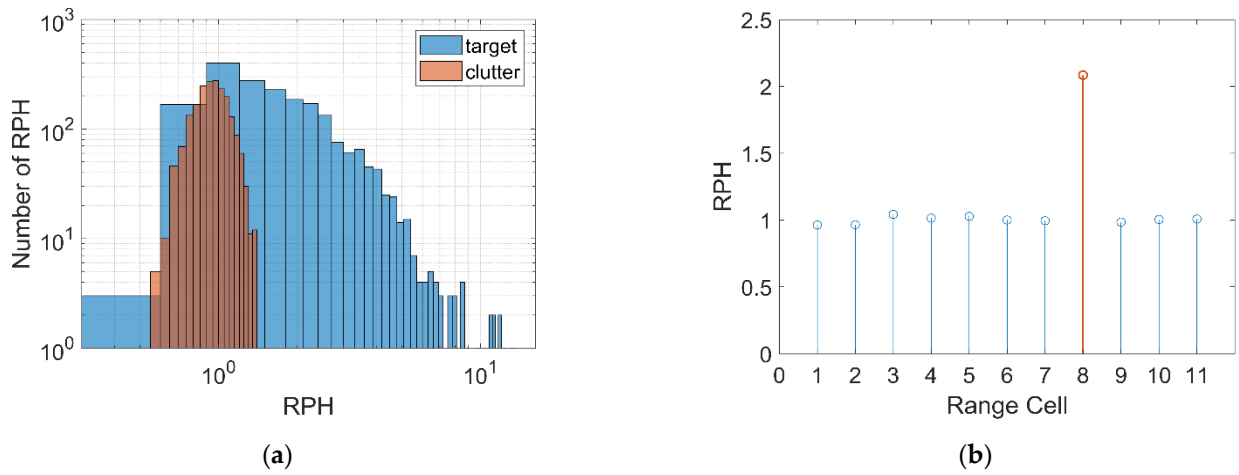 10^3
10^2
10^1
10^0
Number of RPH
target
clutter
10^0
10^1
RPH
(a)
2.5
2
1.5
1
0.5
0
RPH
0 1 2 3 4 5 6 7 8 9 10 11
Range Cell
(b)